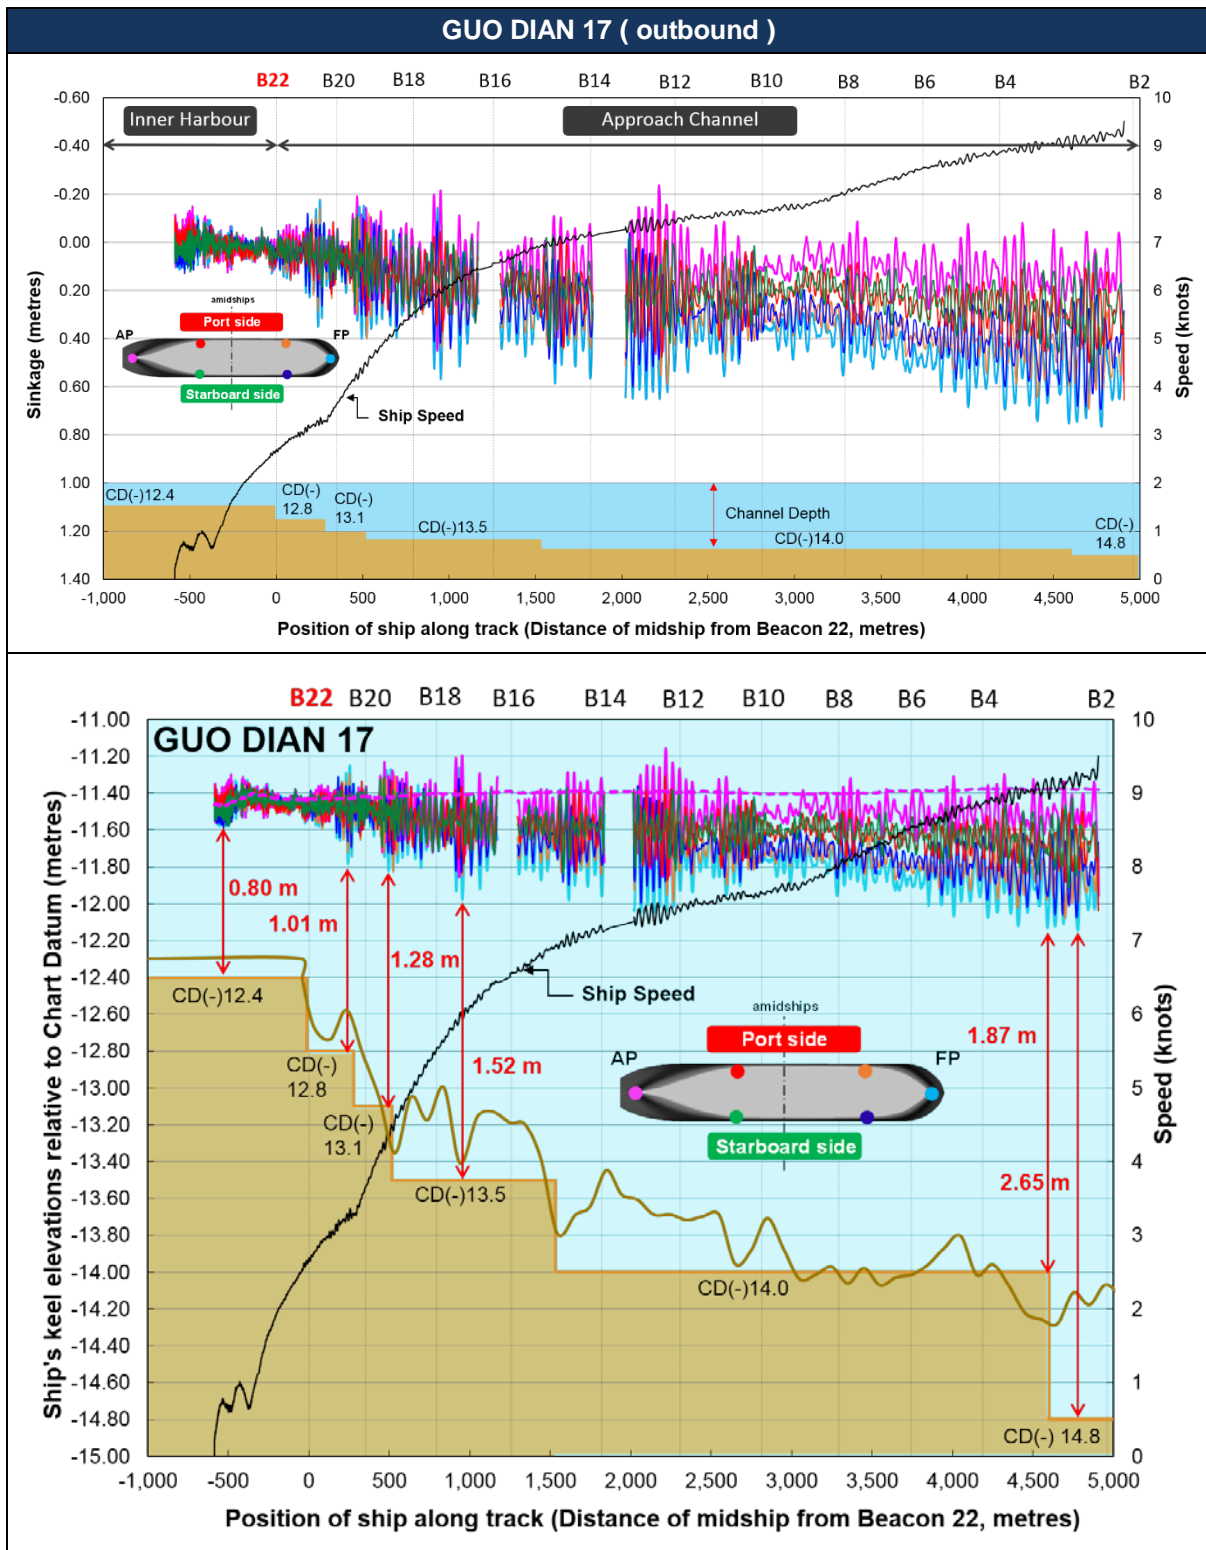 GUO DIAN 17 ( outbound )
B22 B20 B18 B16 B14 B12 B10 B8 B6 B4 B2
-0.60 10
Inner Harbour Approach Channel
-0.40 9
-0.20 8
0.00 7
0.20 6
0.40 5
0.60 4
0.80 3
1.00 2
1.20 1
1.40 0
Sinkage (metres)
Speed (knots)
amidships
Port side
AP FP
Starboard side
Ship Speed
CD(-)12.4
CD(-)
12.8
CD(-)
13.1
CD(-)13.5
Channel Depth
CD(-)14.0
CD(-)
14.8
-1,000 -500 0 500 1,000 1,500 2,000 2,500 3,000 3,500 4,000 4,500 5,000
Position of ship along track (Distance of midship from Beacon 22, metres)
B22 B20 B18 B16 B14 B12 B10 B8 B6 B4 B2
GUO DIAN 17
-11.00 10
-11.20
-11.40 9
-11.60
-11.80 8
-12.00
-12.20 7
-12.40
-12.60 6
-12.80
-13.00 5
-13.20
-13.40 4
-13.60
-13.80 3
-14.00
-14.20 2
-14.40
-14.60 1
-14.80
-15.00 0
Ship's keel elevations relative to Chart Datum (metres)
Speed (knots)
0.80 m
1.01 m
1.28 m
1.52 m
1.87 m
2.65 m
Ship Speed
amidships
Port side
AP FP
Starboard side
CD(-)12.4
CD(-)
12.8
CD(-)
13.1
CD(-)13.5
CD(-)14.0
CD(-) 14.8
-1,000 -500 0 500 1,000 1,500 2,000 2,500 3,000 3,500 4,000 4,500 5,000
Position of ship along track (Distance of midship from Beacon 22, metres)